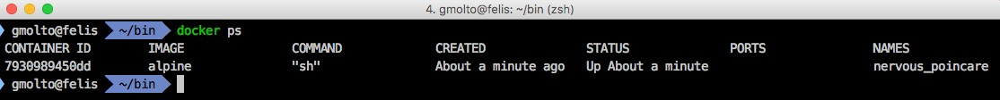 4. gmolto@felis: ~/bin (zsh)
gmolto@felis ~/bin docker ps
CONTAINER ID IMAGE COMMAND CREATED STATUS PORTS NAMES
7930989450dd alpine "sh" About a minute ago Up About a minute nervous_poincare
gmolto@felis ~/bin